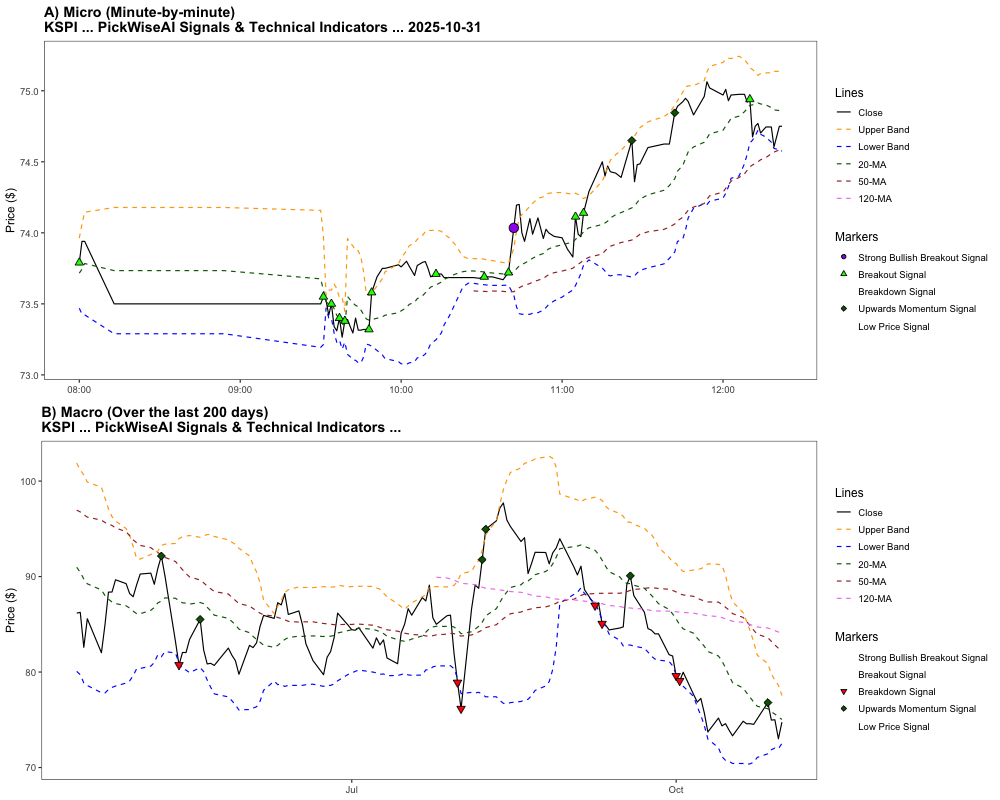 A) Micro (Minute-by-minute)
KSPI ... PickWiseAI Signals & Technical Indicators ... 2025-10-31
Price ($)
75.0
74.5
74.0
73.5
73.0
08:00
09:00
10:00
11:00
12:00
Lines
Close
Upper Band
Lower Band
20-MA
50-MA
120-MA
Markers
Strong Bullish Breakout Signal
Breakout Signal
Breakdown Signal
Upwards Momentum Signal
Low Price Signal
B) Macro (Over the last 200 days)
KSPI ... PickWiseAI Signals & Technical Indicators ...
Price ($)
100
90
80
70
Jul
Oct
Lines
Close
Upper Band
Lower Band
20-MA
50-MA
120-MA
Markers
Strong Bullish Breakout Signal
Breakout Signal
Breakdown Signal
Upwards Momentum Signal
Low Price Signal